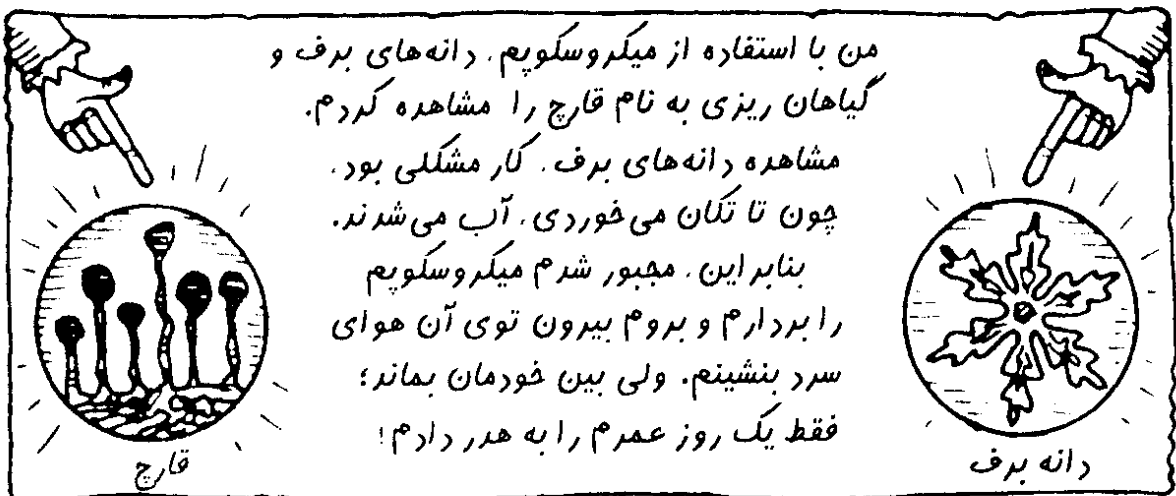 من با استفاده از میکروسکوپم، دانه‌های برف و
گیاهان ریزی به نام قارچ را مشاهده کردم.
مشاهده دانه‌های برف، کار مشکلی بود،
چون تا تکان می‌خوردی، آب می‌شدند.
بنابراین، مجبور شدم میکروسکوپم
را بردارم و بروم بیرون توی آن هوای
سرد بنشینم. ولی بین خودمان بماند؛
فقط یک روز عمرم را به هدر دادم!
دانه برف
قارچ